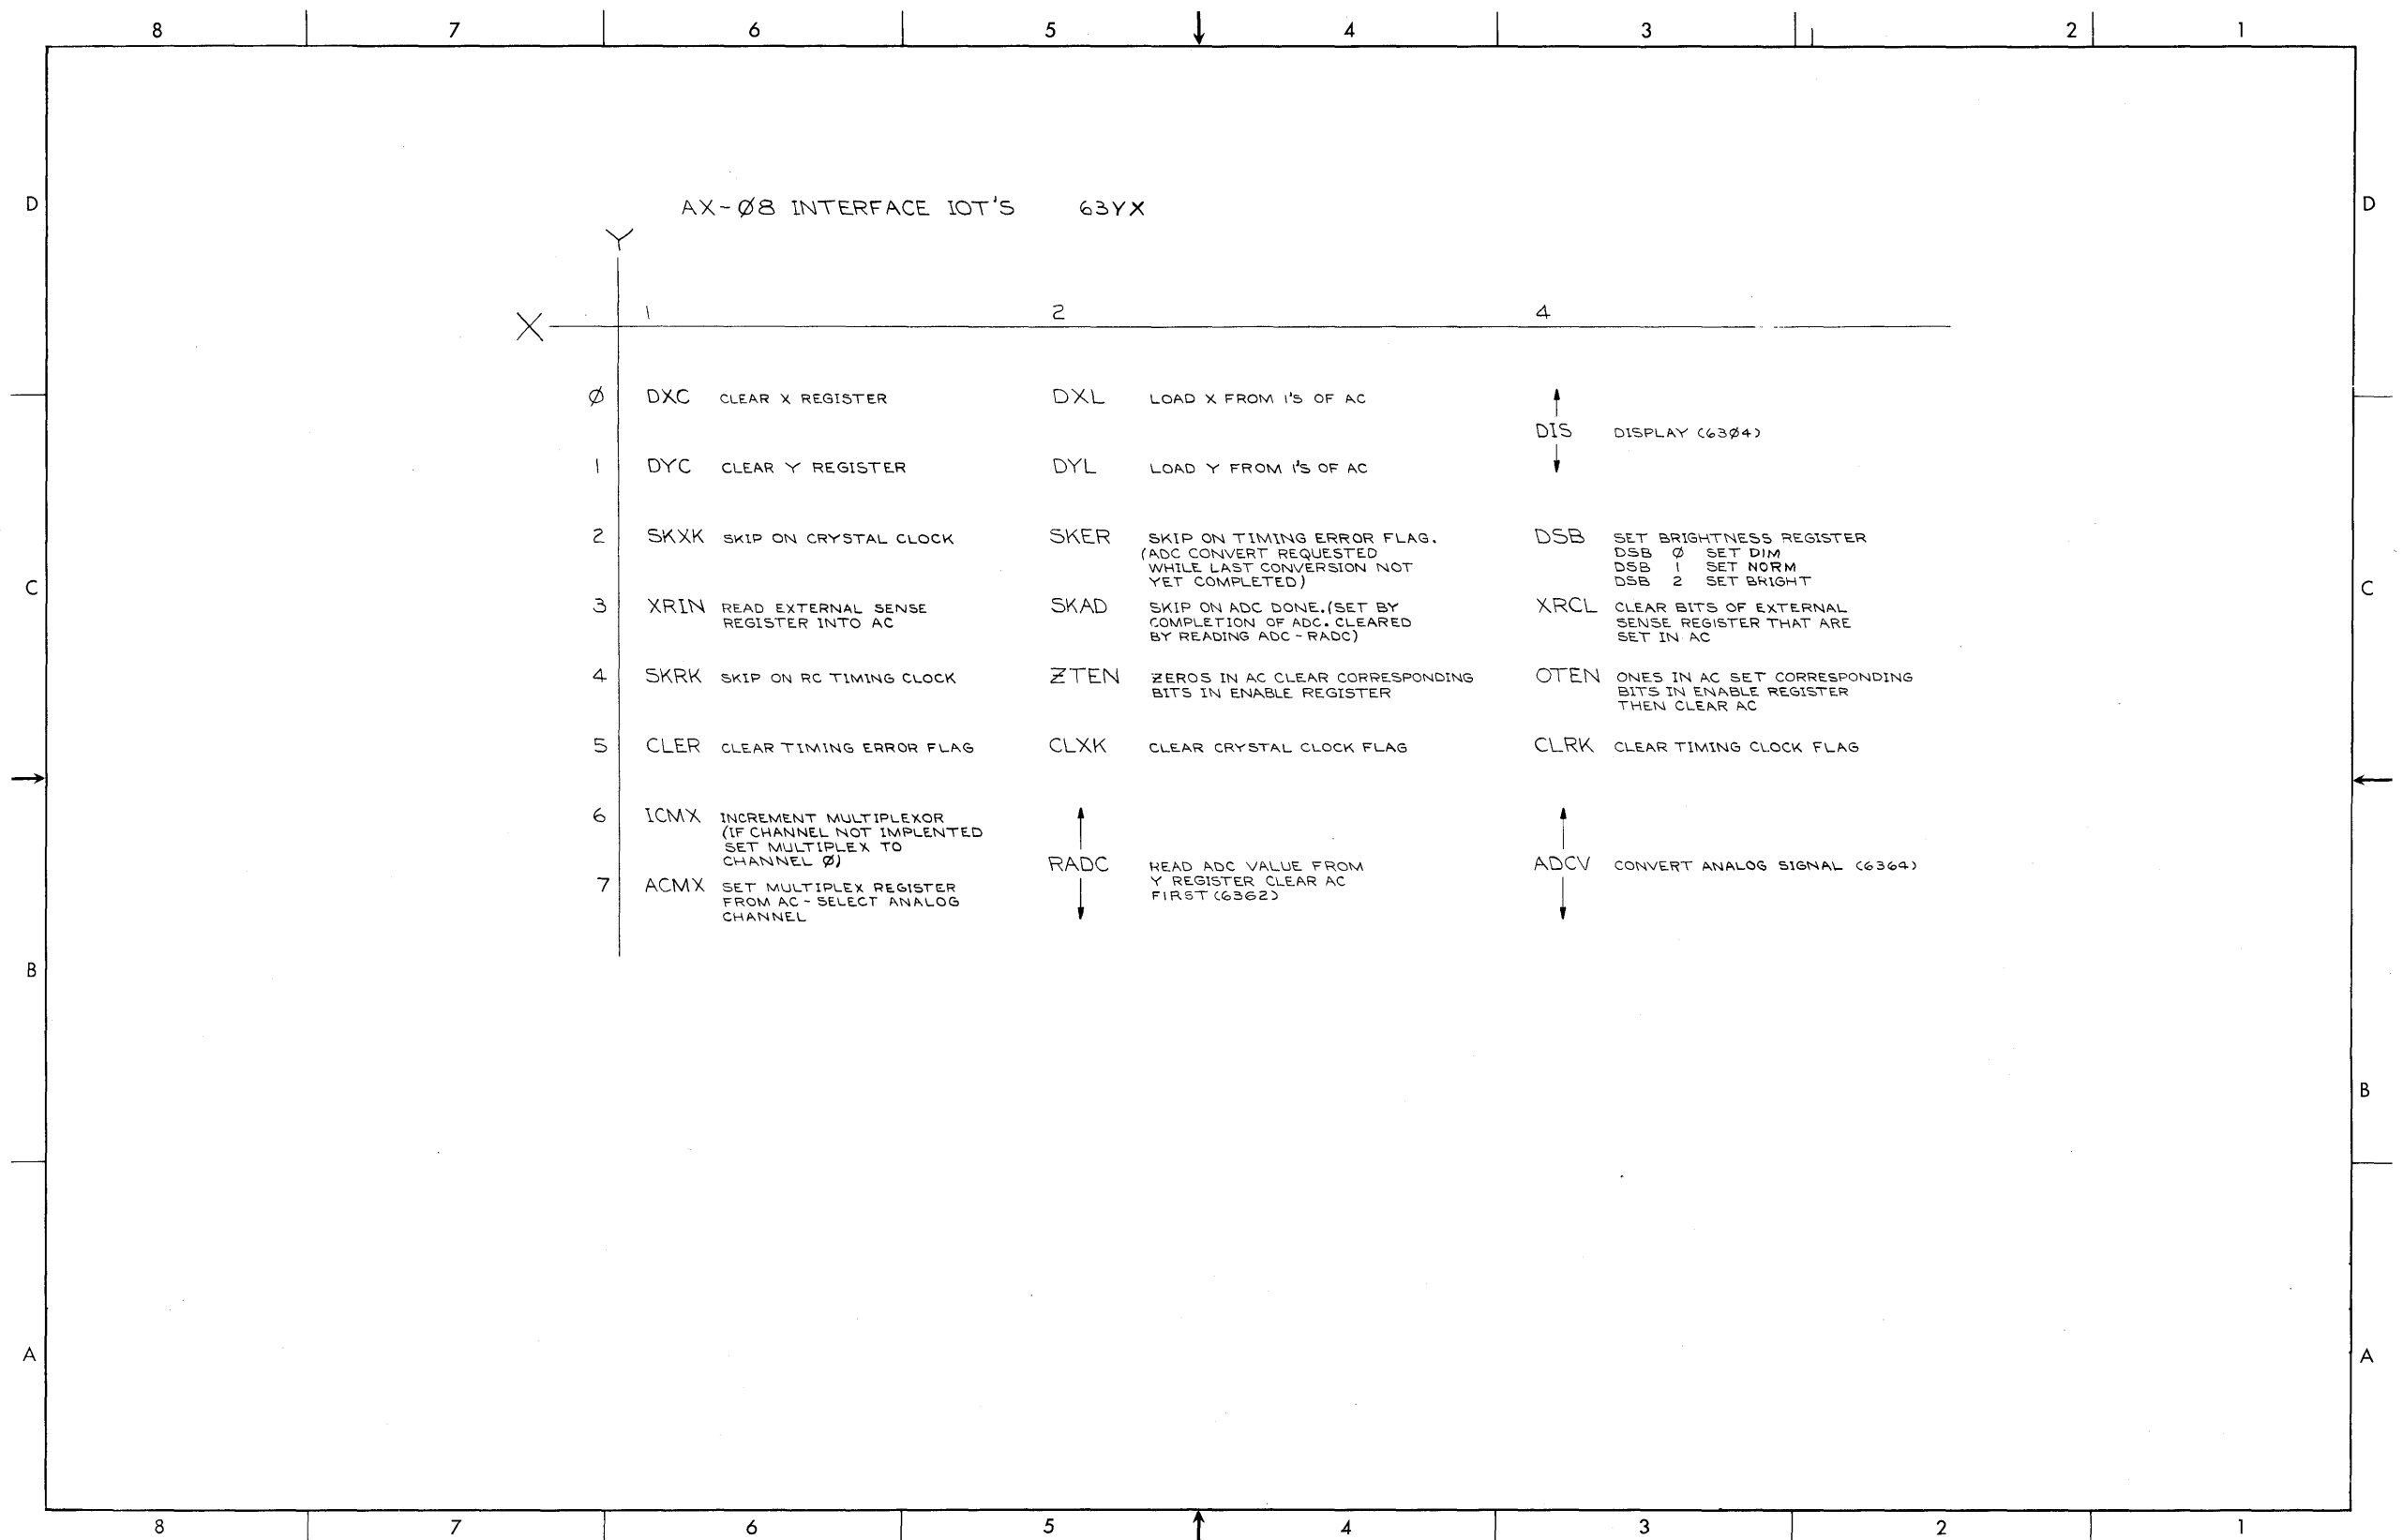 8 7 6 5 4 3 2 1
D D
AX-Ø8 INTERFACE IOT'S 63YX
Y
1 2 4
X
Ø DXC CLEAR X REGISTER DXL LOAD X FROM 1'S OF AC
DIS DISPLAY (63Ø4)
1 DYC CLEAR Y REGISTER DYL LOAD Y FROM 1'S OF AC
2 SKXK SKIP ON CRYSTAL CLOCK SKER SKIP ON TIMING ERROR FLAG. DSB SET BRIGHTNESS REGISTER
(ADC CONVERT REQUESTED DSB Ø SET DIM
WHILE LAST CONVERSION NOT DSB 1 SET NORM
YET COMPLETED) DSB 2 SET BRIGHT
C C
3 XRIN READ EXTERNAL SENSE SKAD SKIP ON ADC DONE.(SET BY XRCL CLEAR BITS OF EXTERNAL
REGISTER INTO AC COMPLETION OF ADC. CLEARED SENSE REGISTER THAT ARE
BY READING ADC - RADC) SET IN AC
4 SKRK SKIP ON RC TIMING CLOCK ZTEN ZEROS IN AC CLEAR CORRESPONDING OTEN ONES IN AC SET CORRESPONDING
BITS IN ENABLE REGISTER BITS IN ENABLE REGISTER
THEN CLEAR AC
5 CLER CLEAR TIMING ERROR FLAG CLXK CLEAR CRYSTAL CLOCK FLAG CLRK CLEAR TIMING CLOCK FLAG
6 ICMX INCREMENT MULTIPLEXOR
(IF CHANNEL NOT IMPLENTED
SET MULTIPLEX TO
CHANNEL Ø)
RADC READ ADC VALUE FROM ADCV CONVERT ANALOG SIGNAL (6364)
Y REGISTER CLEAR AC
FIRST (6362)
7 ACMX SET MULTIPLEX REGISTER
FROM AC - SELECT ANALOG
CHANNEL
B
B
A A
8 7 6 5 4 3 2 1